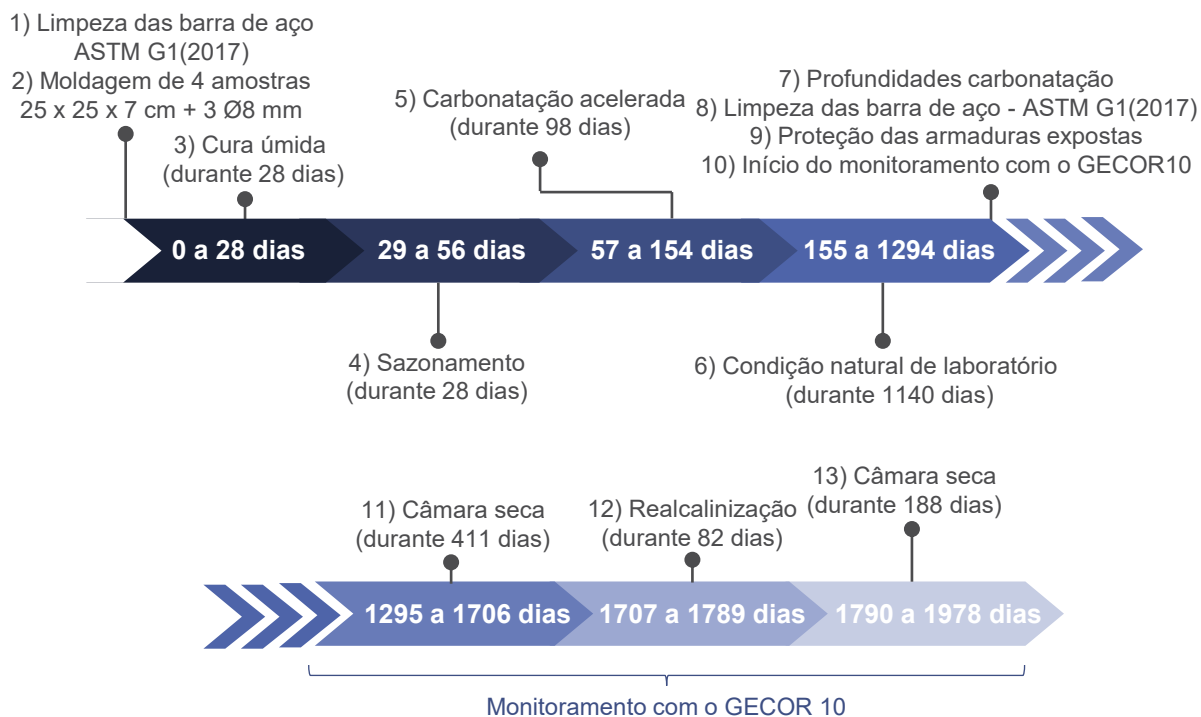 1) Limpeza das barra de aço
ASTM G1(2017)
2) Moldagem de 4 amostras
25 x 25 x 7 cm + 3 Ø8 mm
3) Cura úmida
(durante 28 dias)
5) Carbonatação acelerada
(durante 98 dias)
7) Profundidades carbonatação
8) Limpeza das barra de aço - ASTM G1(2017)
9) Proteção das armaduras expostas
10) Início do monitoramento com o GECOR10
0 a 28 dias
29 a 56 dias
57 a 154 dias
155 a 1294 dias
4) Sazonamento
(durante 28 dias)
6) Condição natural de laboratório
(durante 1140 dias)
11) Câmara seca
(durante 411 dias)
12) Realcalinização
(durante 82 dias)
13) Câmara seca
(durante 188 dias)
1295 a 1706 dias
1707 a 1789 dias
1790 a 1978 dias
Monitoramento com o GECOR 10